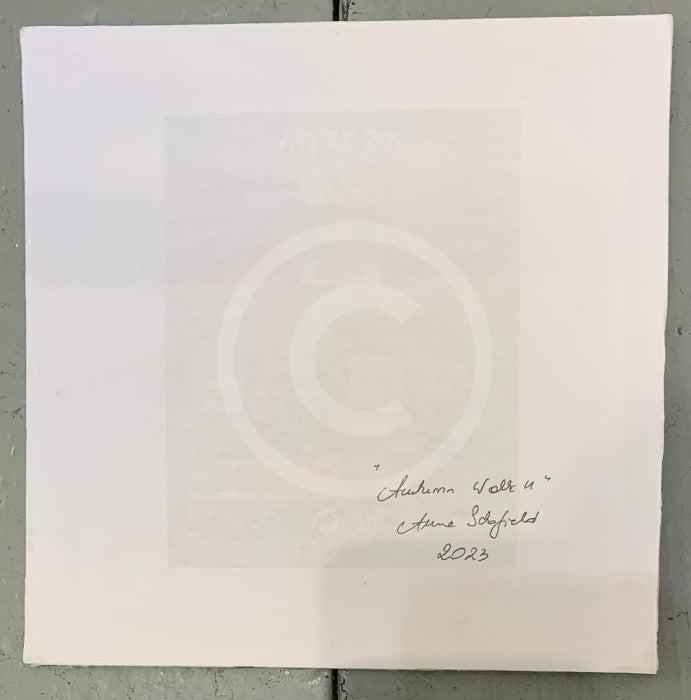 ARTEZA
©
"Autumn Walk II"
Anne Schofield
2023